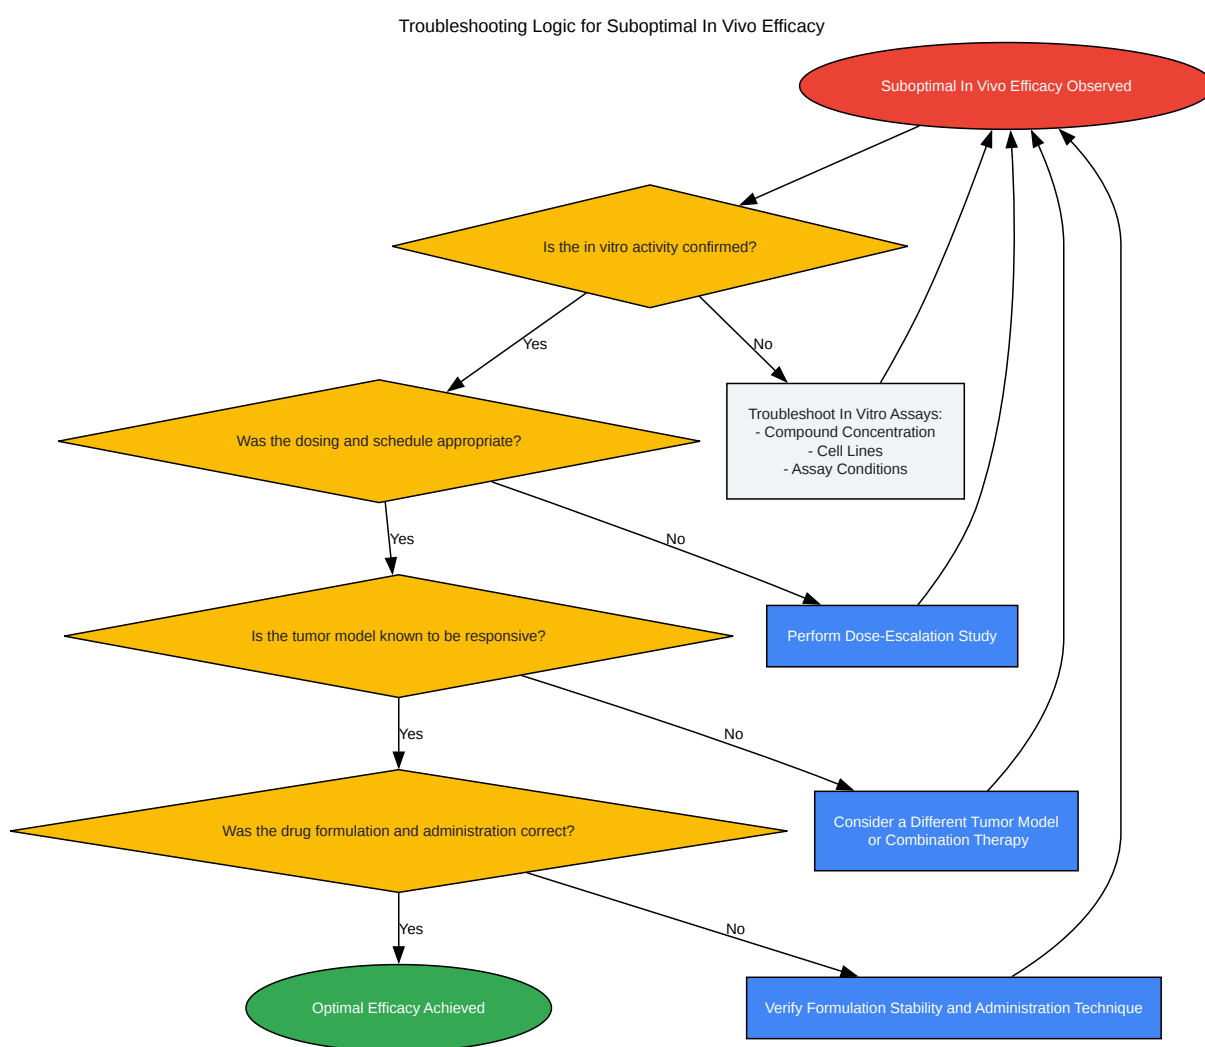 Troubleshooting Logic for Suboptimal In Vivo Efficacy
Suboptimal In Vivo Efficacy Observed
Is the in vitro activity confirmed?
Yes
No
Troubleshoot In Vitro Assays:
- Compound Concentration
- Cell Lines
- Assay Conditions
Was the dosing and schedule appropriate?
Yes
No
Perform Dose-Escalation Study
Is the tumor model known to be responsive?
Yes
No
Consider a Different Tumor Model
or Combination Therapy
Was the drug formulation and administration correct?
Yes
No
Optimal Efficacy Achieved
Verify Formulation Stability and Administration Technique